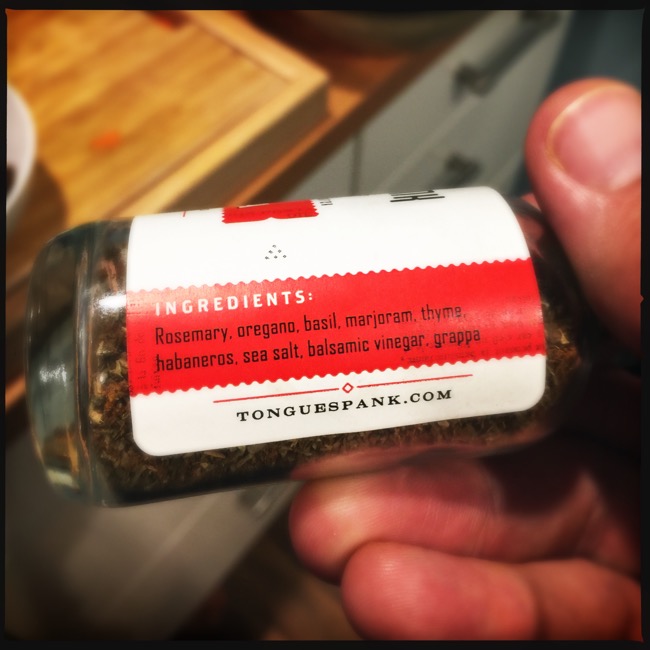 INGREDIENTS:
Rosemary, oregano, basil, marjoram, thyme,
habaneros, sea salt, balsamic vinegar, grappa
TONGUESPANK.COM